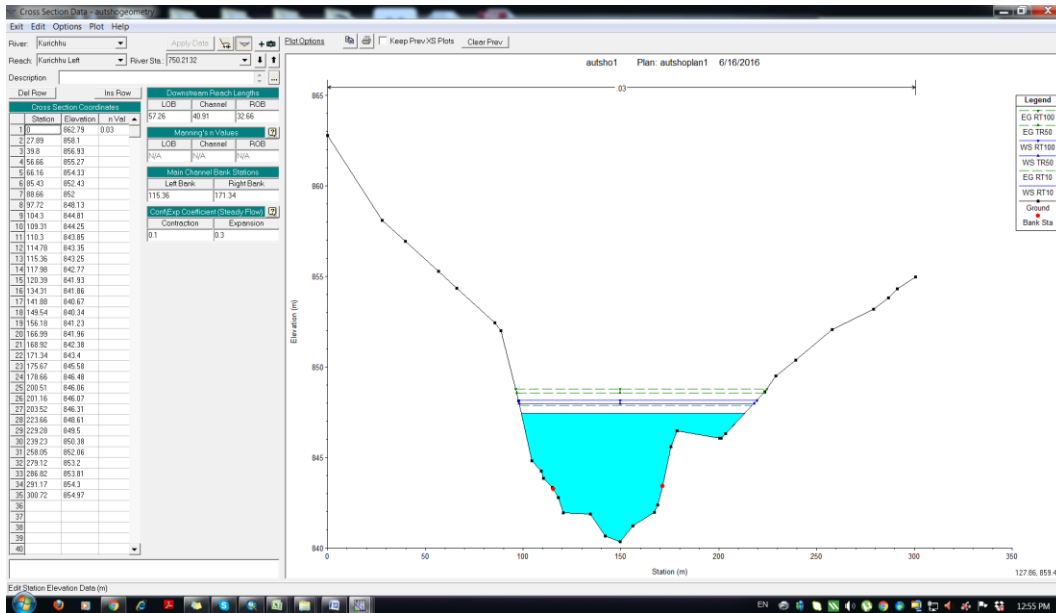 Cross Section Data - autshogeometry
Exit Edit Options Plot Help
River: Kurichhu Apply Data Plot Options Keep Prev XS Plots Clear Prev
Reach: Kurichhu Left River Sta.: 750.2132
Description ...
Del Row Ins Row
Cross Section Coordinates
Station Elevation n Val
1 0 862.79 0.03
2 27.89 858.1
3 39.8 856.93
4 56.66 855.27
5 66.16 854.33
6 85.43 852.43
7 88.66 852
8 97.72 848.13
9 104.3 844.81
10 109.31 844.25
11 110.3 843.85
12 114.78 843.35
13 115.36 843.25
14 117.98 842.77
15 120.39 841.93
16 134.31 841.86
17 141.88 840.67
18 149.54 840.34
19 156.18 841.23
20 166.99 841.96
21 168.92 842.38
22 171.34 843.4
23 175.67 845.58
24 178.66 846.48
25 200.51 846.06
26 201.16 846.07
27 203.52 846.31
28 223.66 848.61
29 229.28 849.5
30 239.23 850.38
31 258.05 852.06
32 279.12 853.2
33 286.82 853.81
34 291.17 854.3
35 300.72 854.97
36
37
38
39
40
Downstream Reach Lengths
LOB Channel ROB
57.26 40.91 32.66
Manning's n Values
LOB Channel ROB
N/A N/A N/A
Main Channel Bank Stations
Left Bank Right Bank
115.36 171.34
Cont\Exp Coefficient (Steady Flow)
Contraction Expansion
0.1 0.3
autsho1 Plan: autshoplan1 6/16/2016
.03
Elevation (m)
865
860
855
850
845
840
0 50 100 150 200 250 300 350
Station (m)
Legend
EG RT100
EG TR50
WS RT100
WS TR50
EG RT10
WS RT10
Ground
Bank Sta
127.86, 859.4
Edit Station Elevation Data (m)
EN 12:55 PM